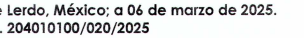 Lerdo, México; a 06 de marzo de 2025.
204010100/020/2025